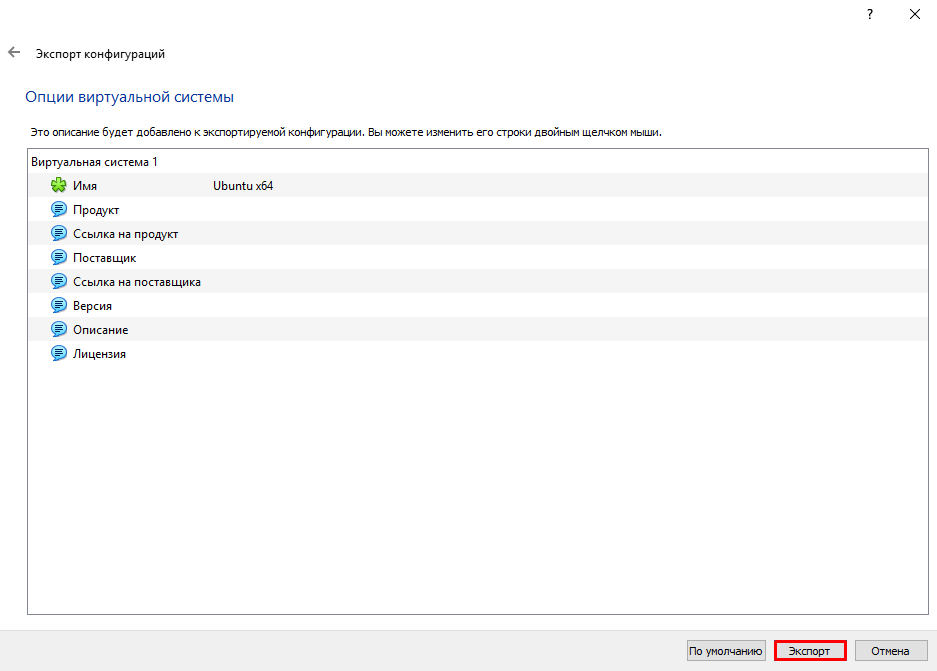 ?
Экспорт конфигураций
Опции виртуальной системы
Это описание будет добавлено к экспортируемой конфигурации. Вы можете изменить его строки двойным щелчком мыши.
Виртуальная система 1
Имя Ubuntu x64
Продукт
Ссылка на продукт
Поставщик
Ссылка на поставщика
Версия
Описание
Лицензия
По умолчанию Экспорт Отмена